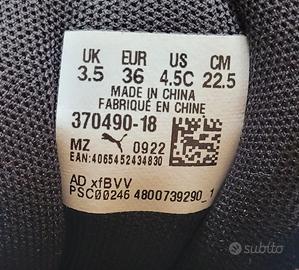 UK EUR US CM
3.5 36 4.5C 22.5
MADE IN CHINA
FABRIQUÉ EN CHINE
370490-18
MZ 0922
EAN:4065452434830
AD xfBVV
PSC00246 4800739290_1
subito